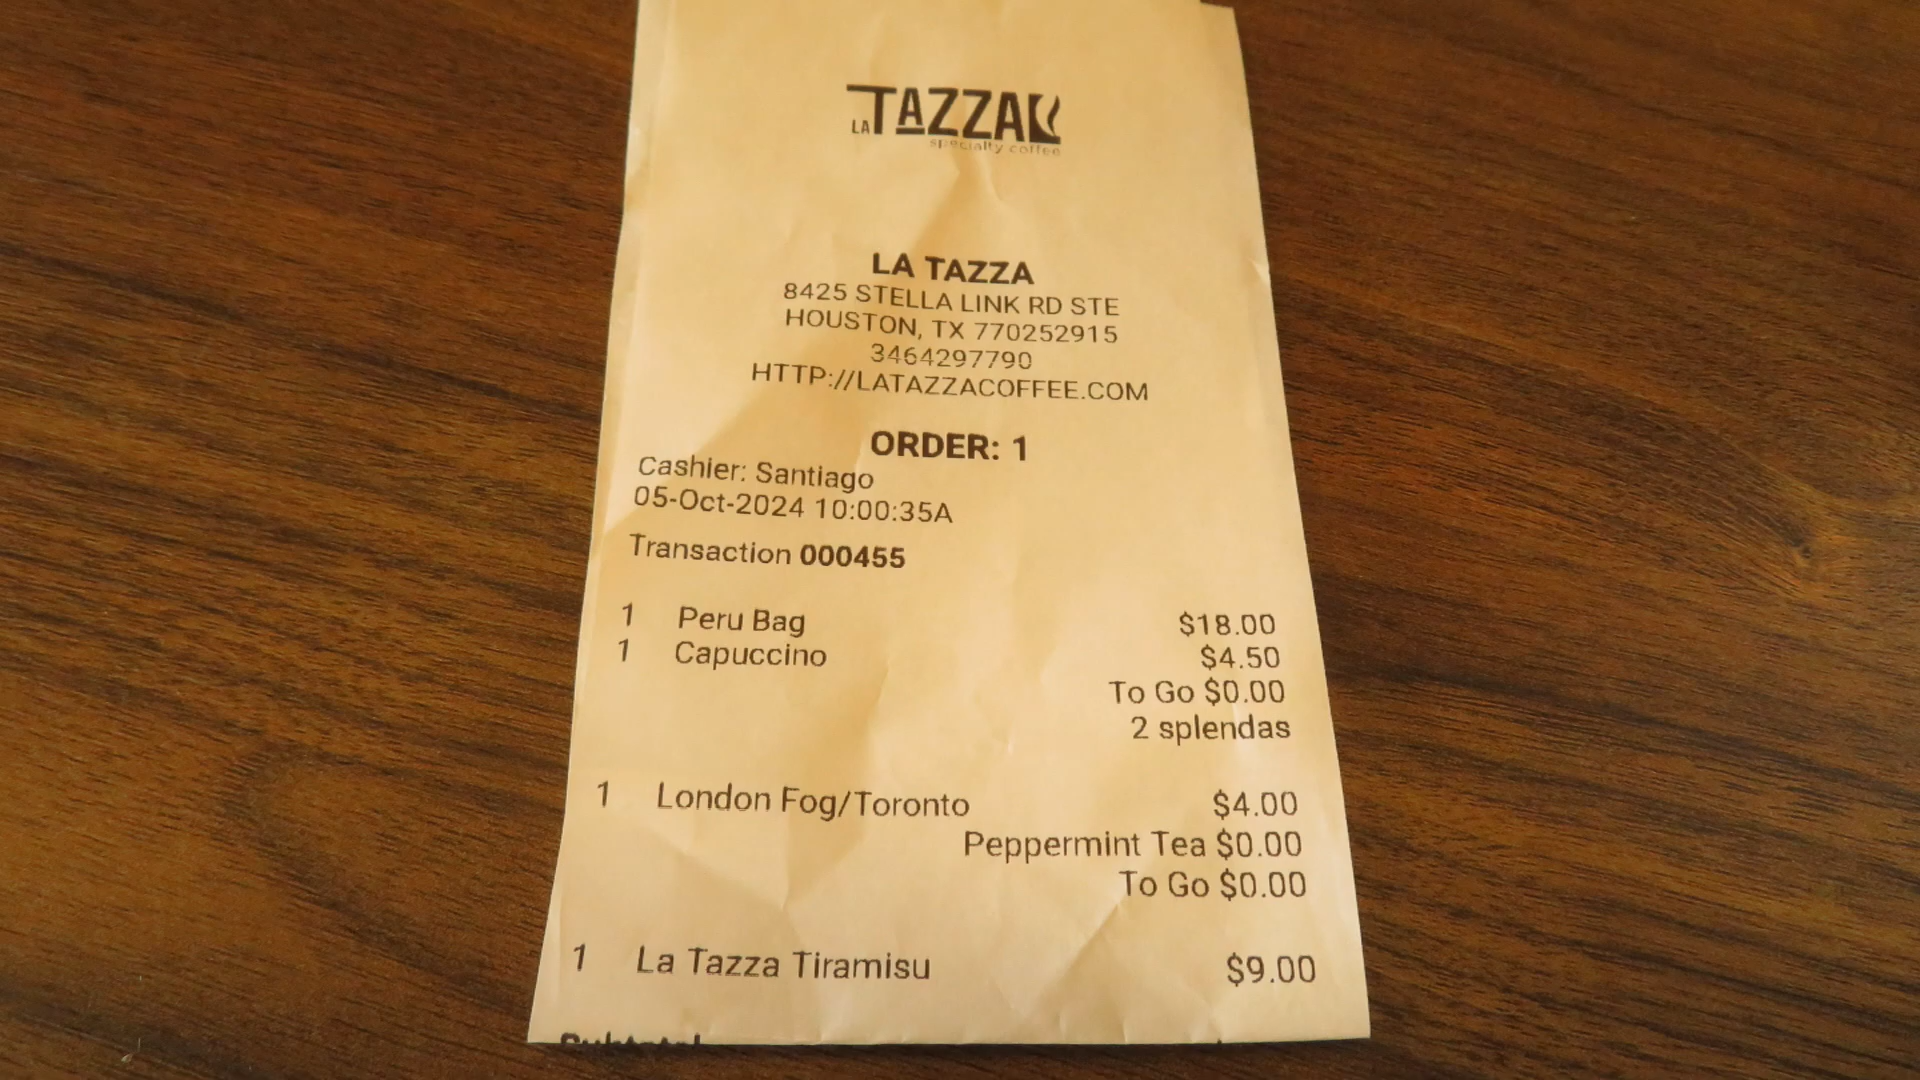 LA TAZZA
specialty coffee
LA TAZZA
8425 STELLA LINK RD STE
HOUSTON, TX 770252915
3464297790
HTTP://LATAZZACOFFEE.COM
ORDER: 1
Cashier: Santiago
05-Oct-2024 10:00:35A
Transaction 000455
1 Peru Bag $18.00
1 Capuccino $4.50
To Go $0.00
2 splendas
1 London Fog/Toronto $4.00
Peppermint Tea $0.00
To Go $0.00
1 La Tazza Tiramisu $9.00
Subtotal